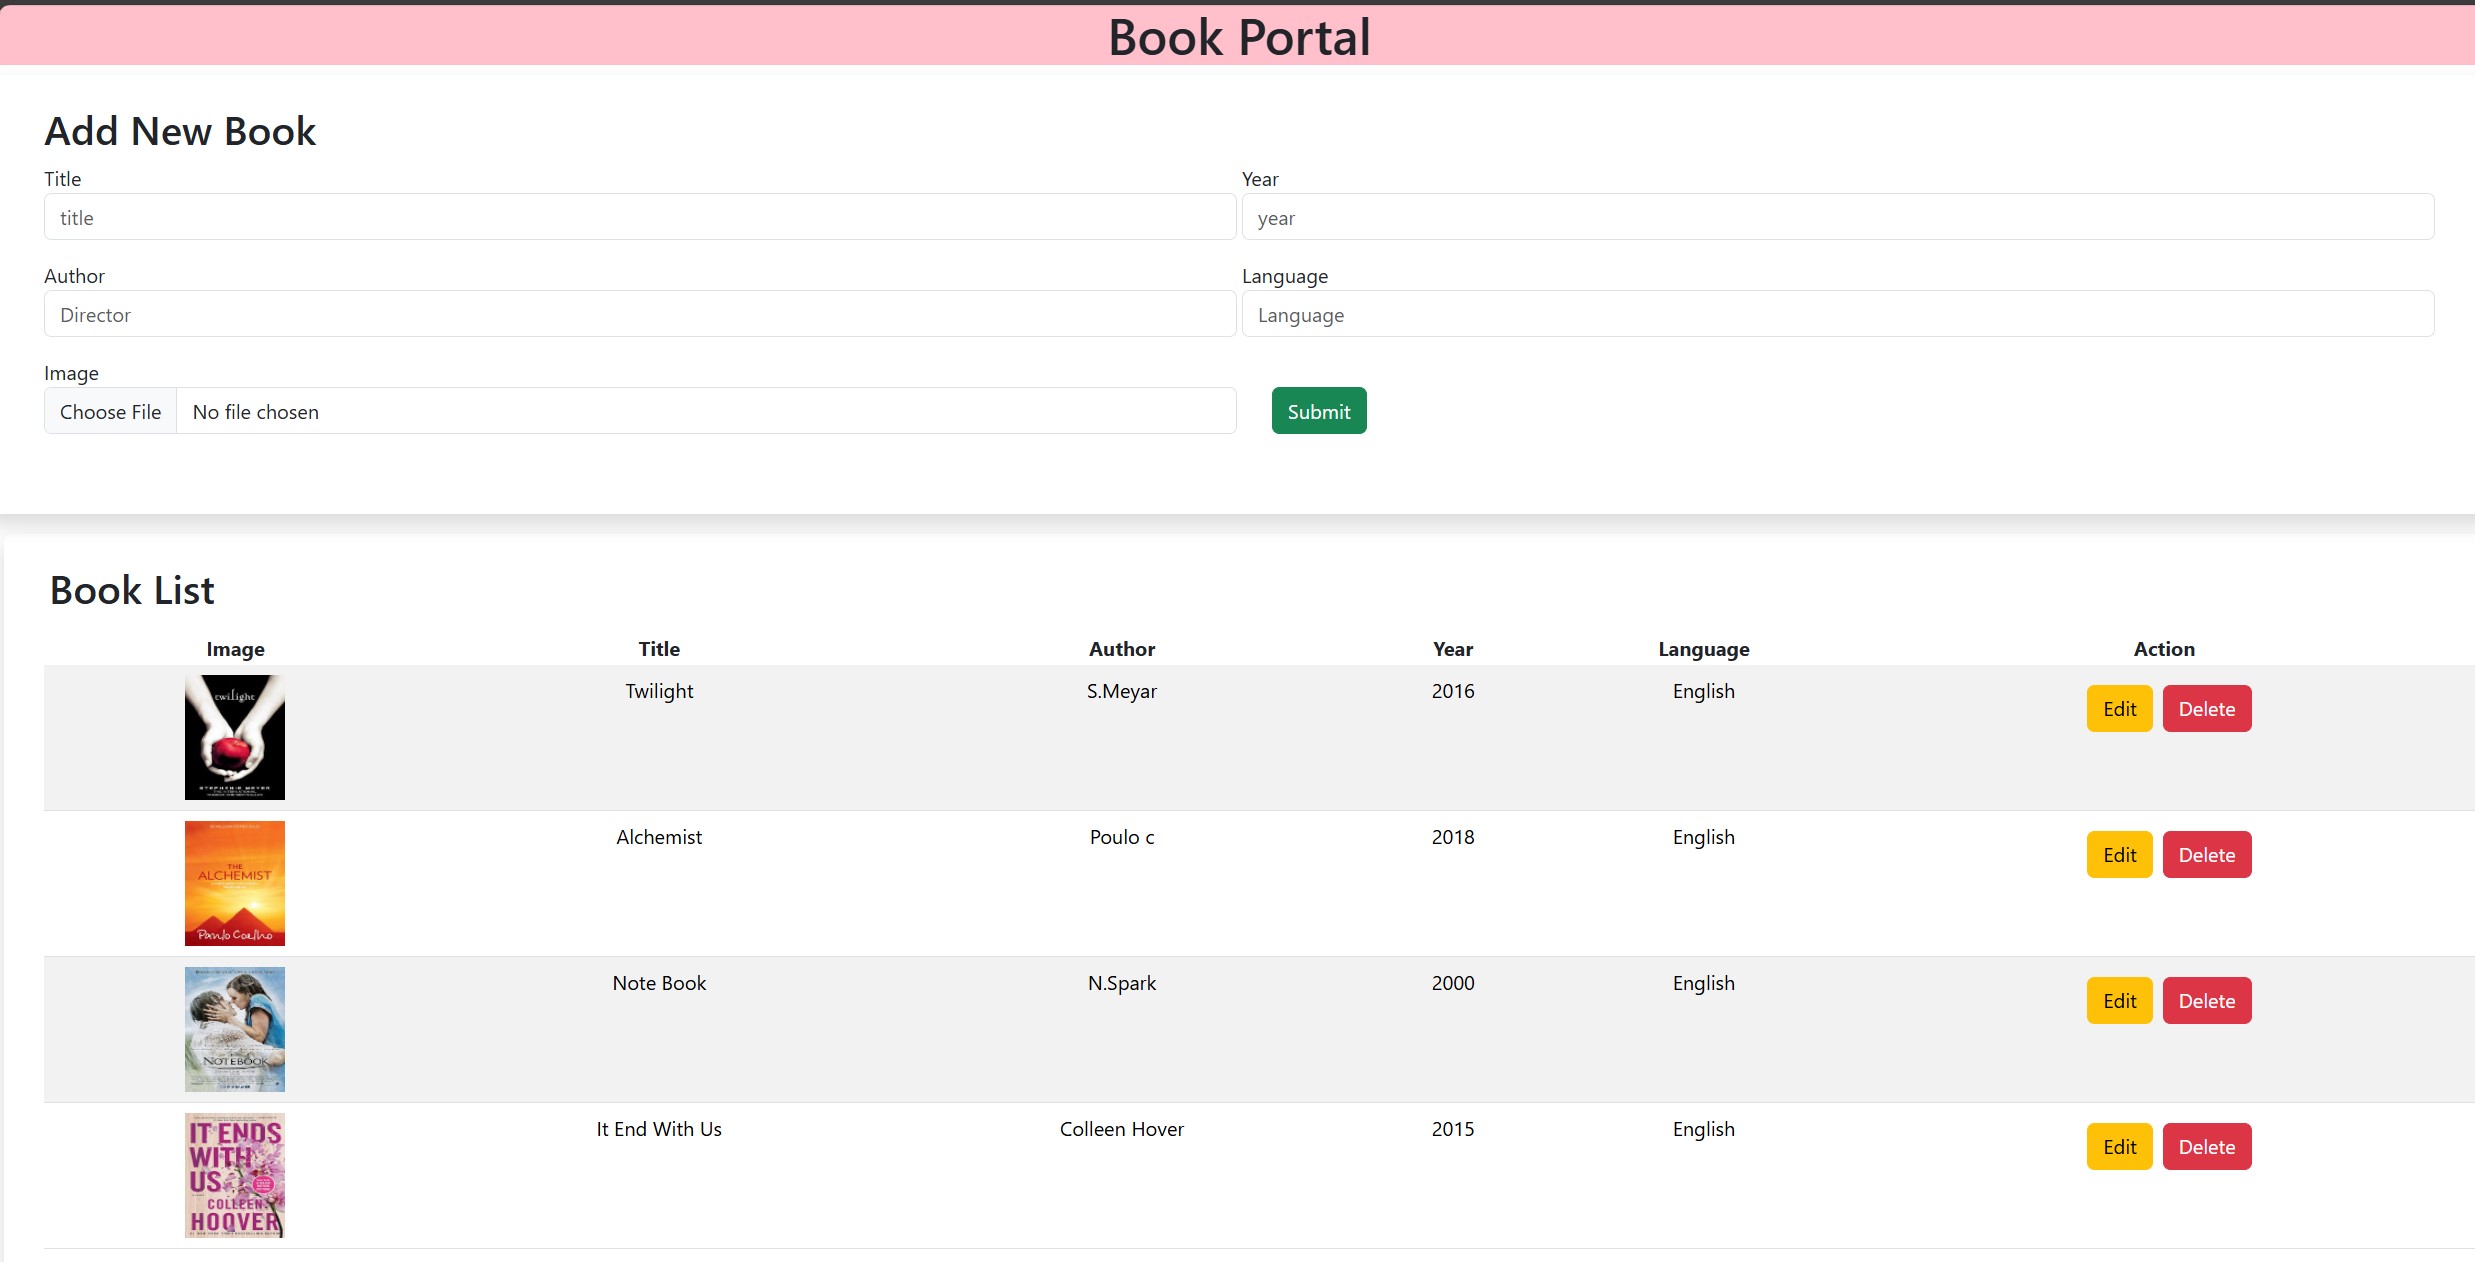 Book Portal
Add New Book
Title Year
title year
Author Language
Director Language
Image
Choose File No file chosen Submit
Book List
Image Title Author Year Language Action
twilight
STEPHENIE MEYER
Twilight S.Meyar 2016 English Edit Delete
THE
ALCHEMIST
Paulo Coelho
Alchemist Poulo c 2018 English Edit Delete
NOTEBOOK
Note Book N.Spark 2000 English Edit Delete
IT ENDS
WITH
US
COLLEEN
HOOVER
It End With Us Colleen Hover 2015 English Edit Delete